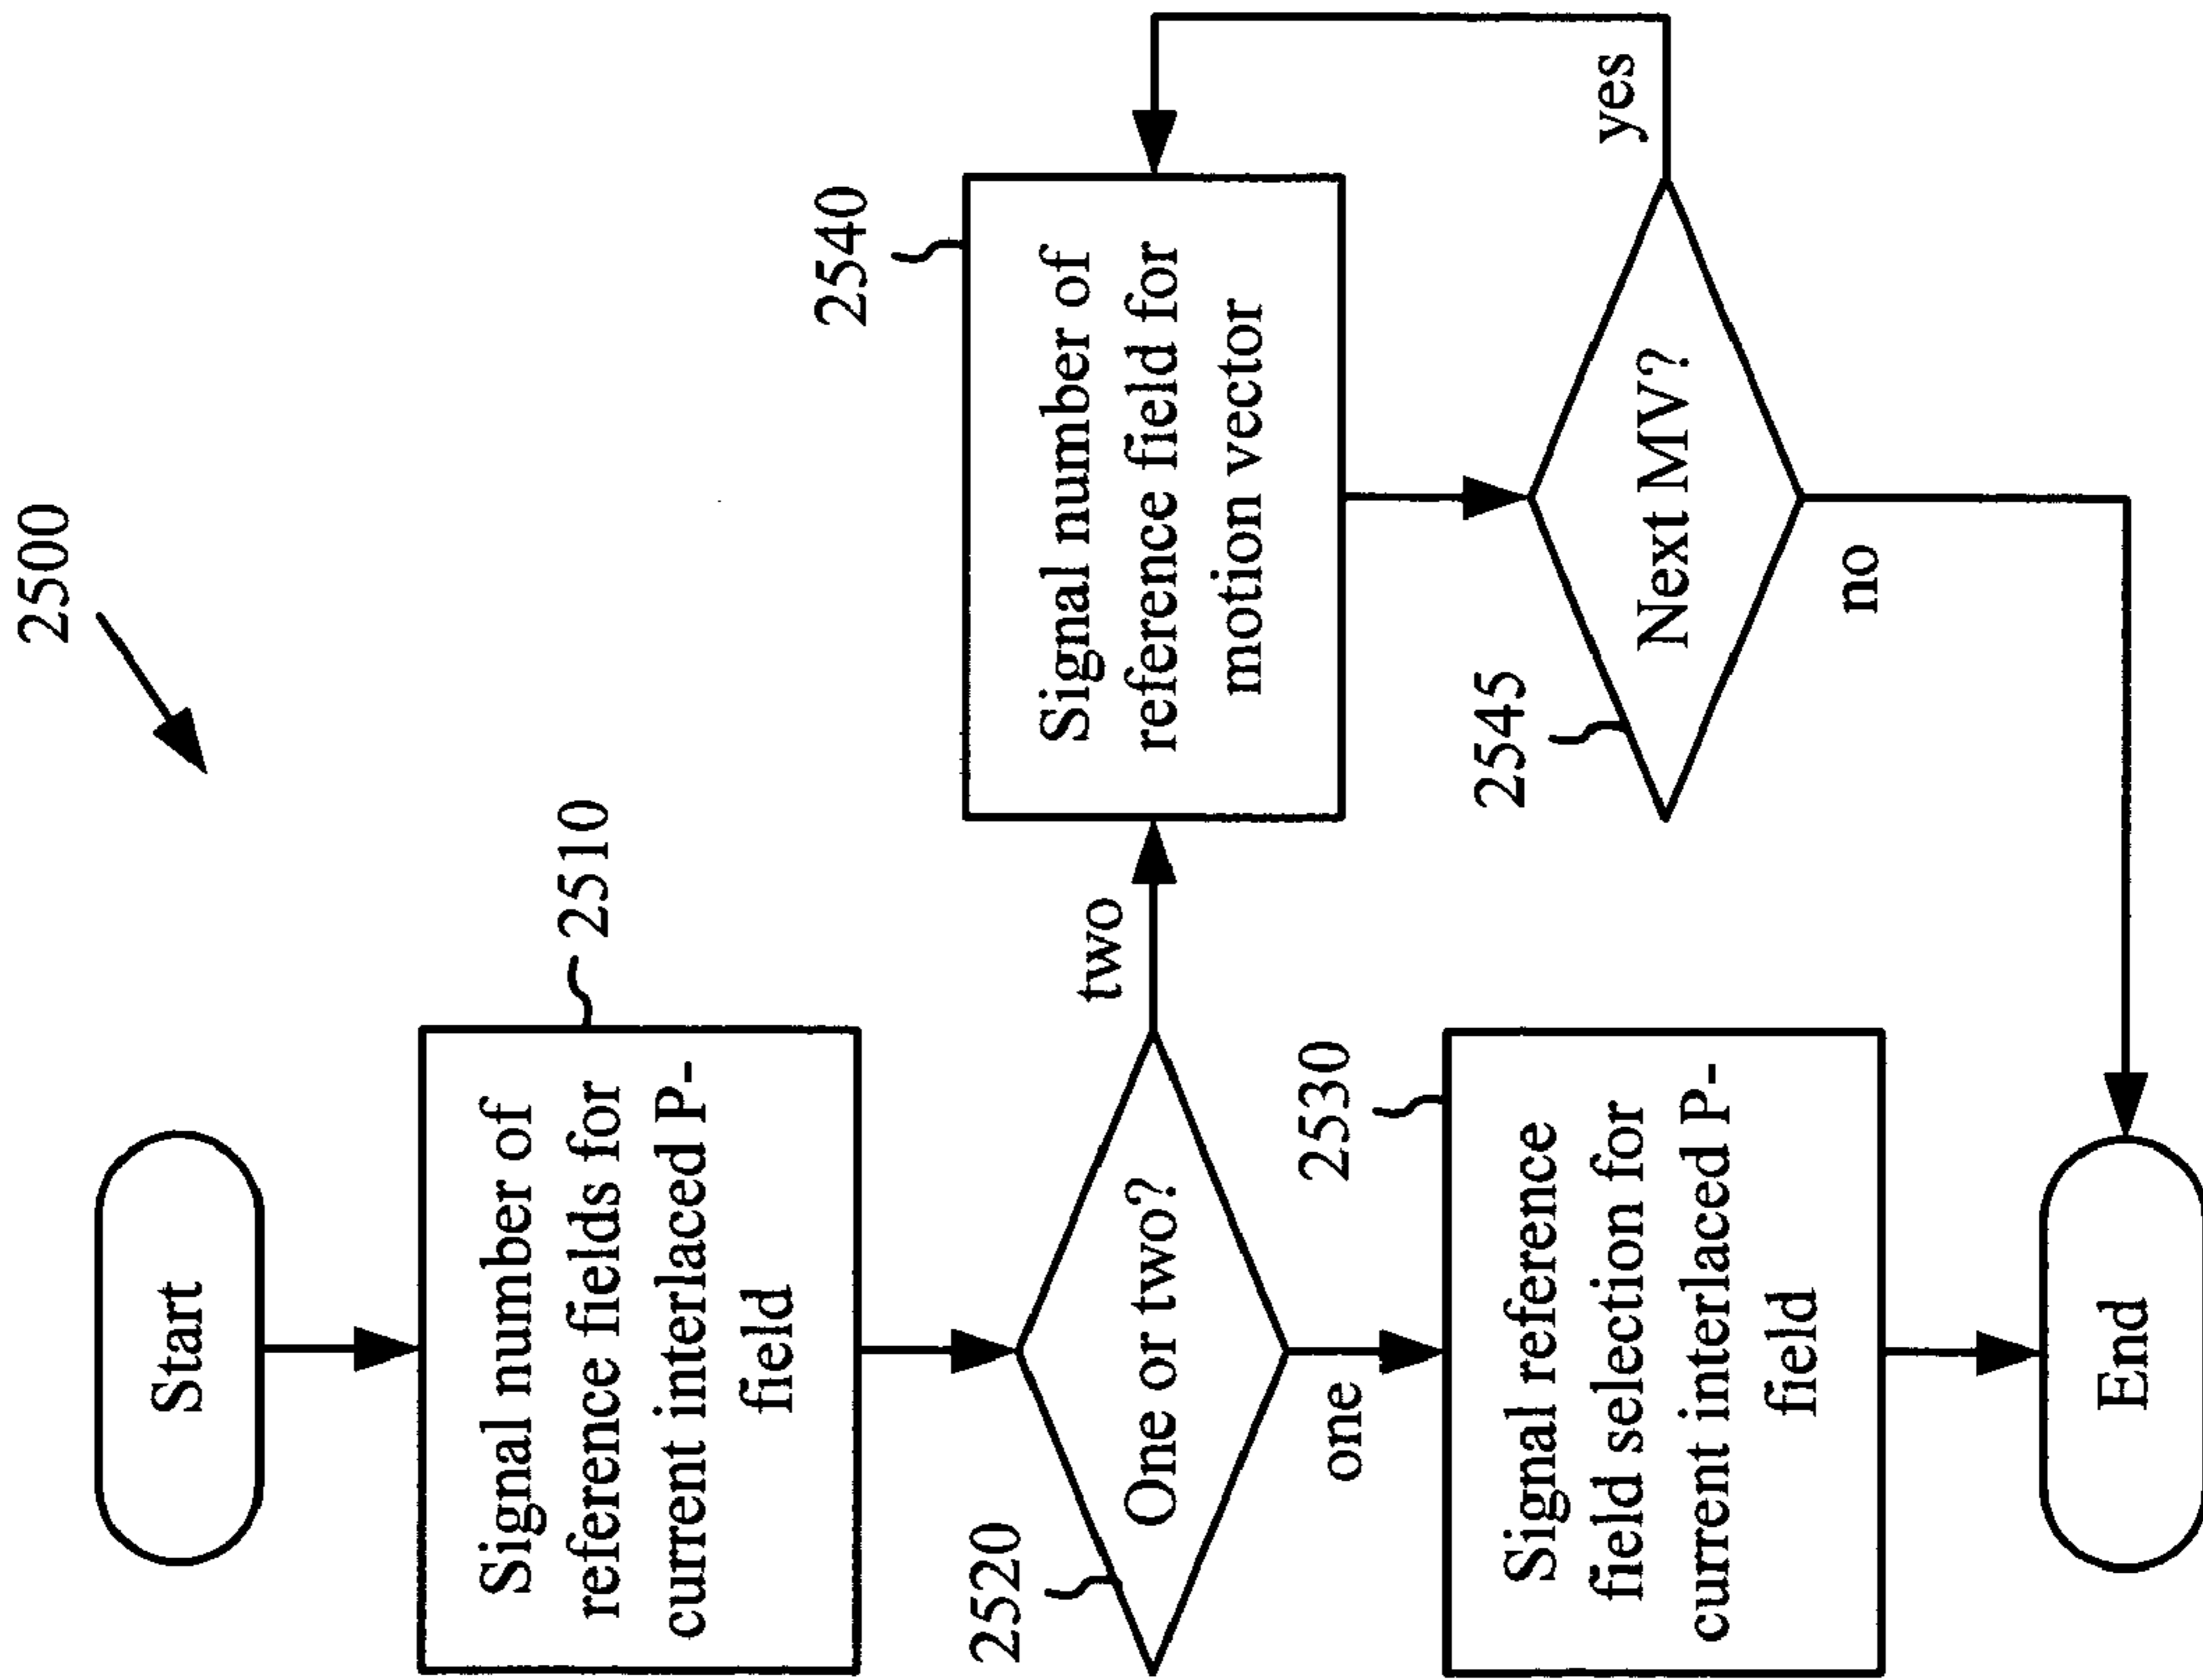 2500
Start
2510
Signal number of
reference fields for
current interlaced P-
field
2520
One or two?
two
one
2530
Signal reference
field selection for
current interlaced P-
field
2540
Signal number of
reference field for
motion vector
2545
Next MV?
yes
no
End